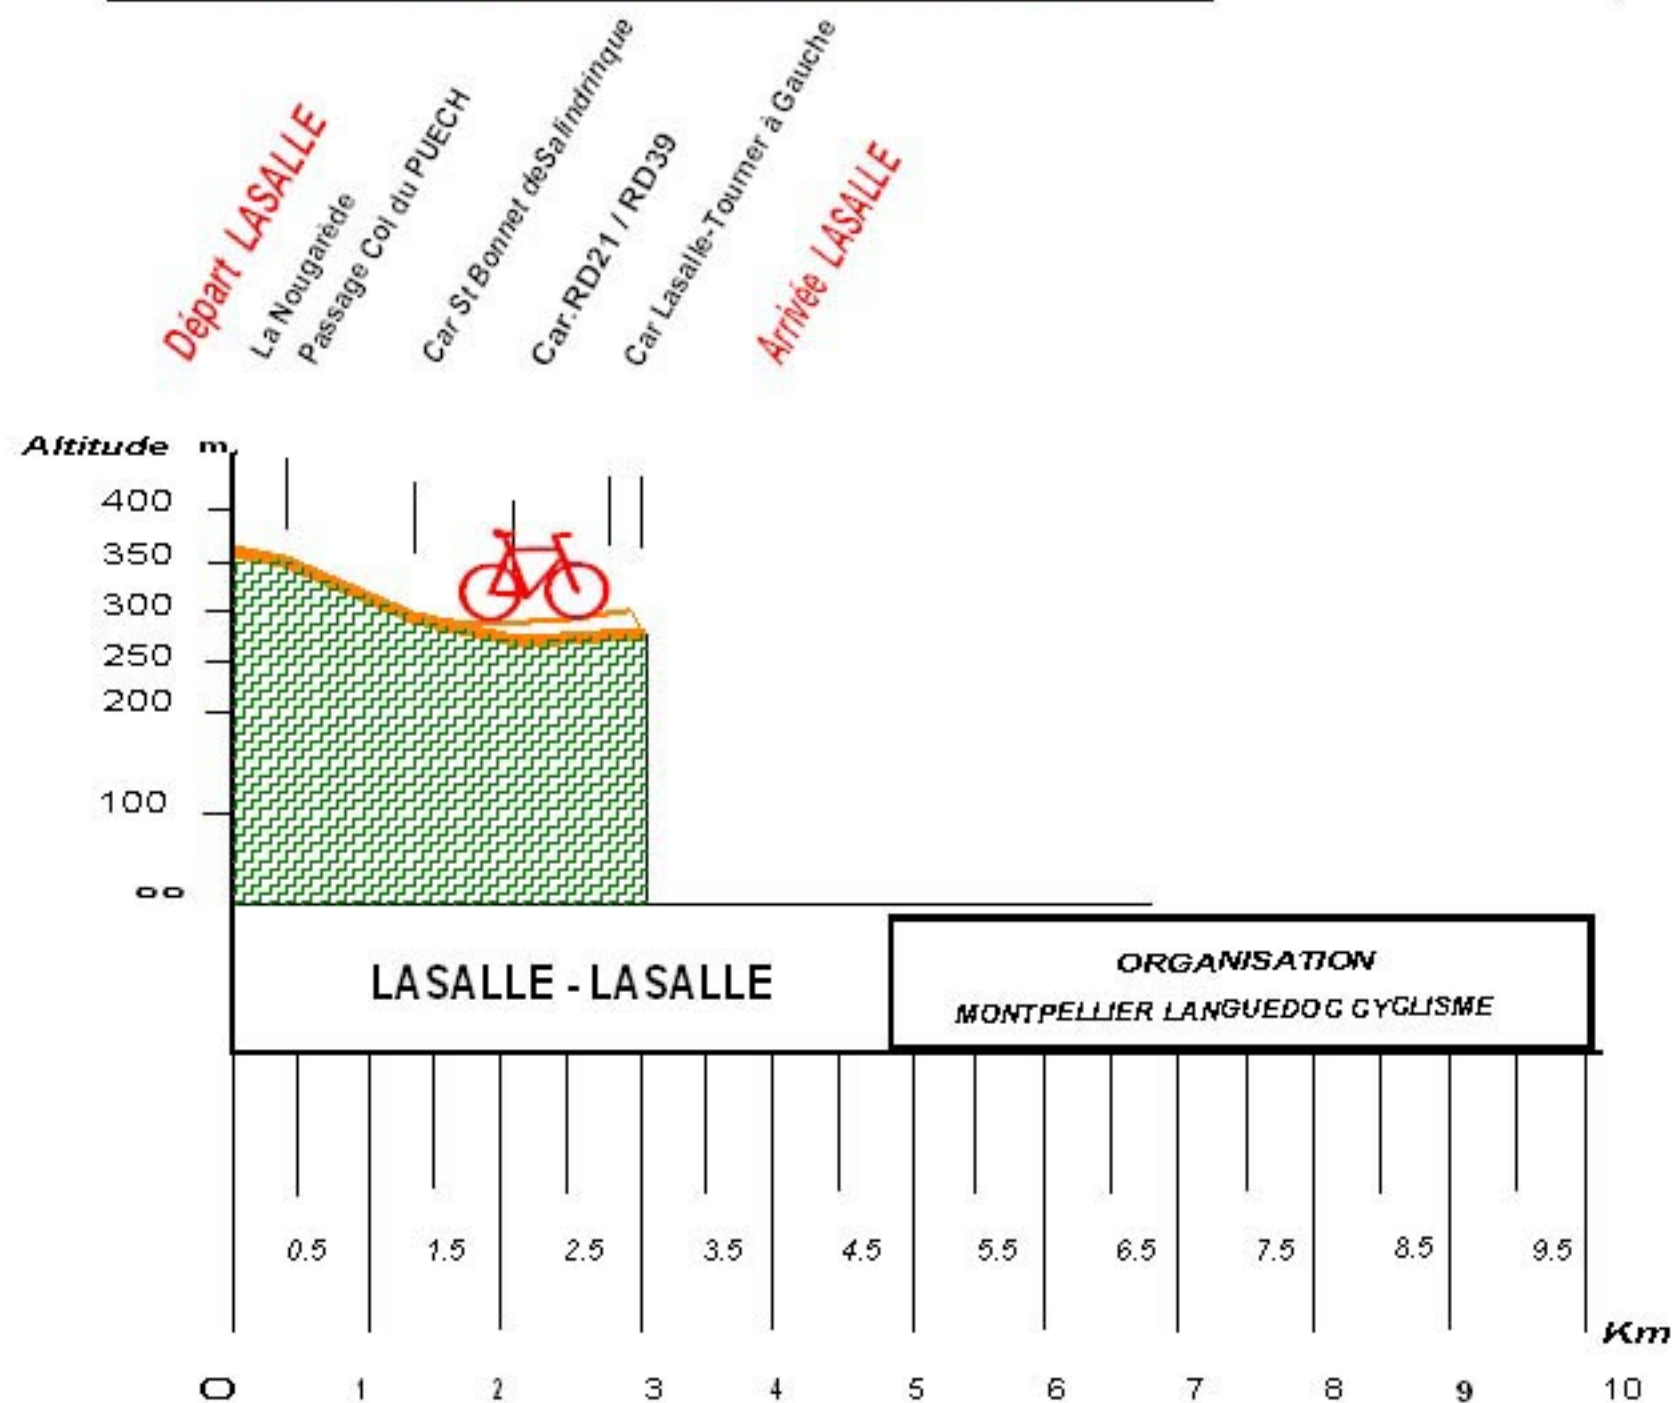 Départ LASALLE
La Nougarède
Passage Col du PUECH
Car St Bonnet deSalindrinque
Car.RD21 / RD39
Car Lasalle-Tourner à Gauche
Arrivée LASALLE
Altitude m.
400
350
300
250
200
100
00
LASALLE - LASALLE
ORGANISATION
MONTPELLIER LANGUEDOC CYCLISME
0.5 1.5 2.5 3.5 4.5 5.5 6.5 7.5 8.5 9.5
Km
0 1 2 3 4 5 6 7 8 9 10